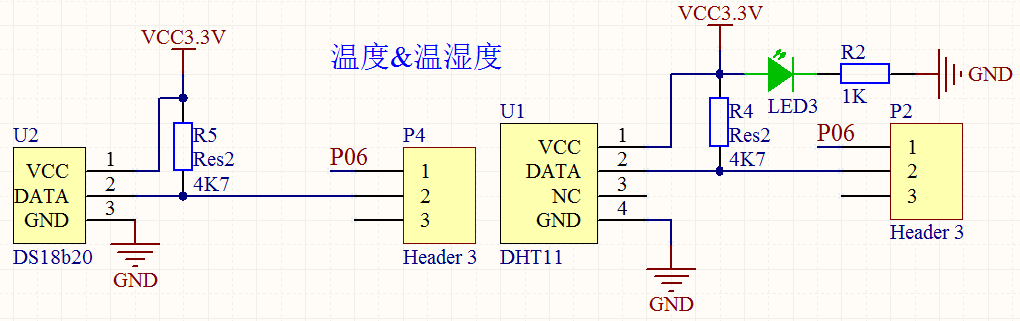 VCC3.3V
温度&温湿度
U2
VCC 1
DATA 2
GND 3
DS18b20
GND
R5
Res2
4K7
P06
P4
1
2
3
Header 3
VCC3.3V
U1
VCC 1
DATA 2
NC 3
GND 4
DHT11
GND
R4
Res2
4K7
LED3
R2
1K
GND
P06
P2
1
2
3
Header 3